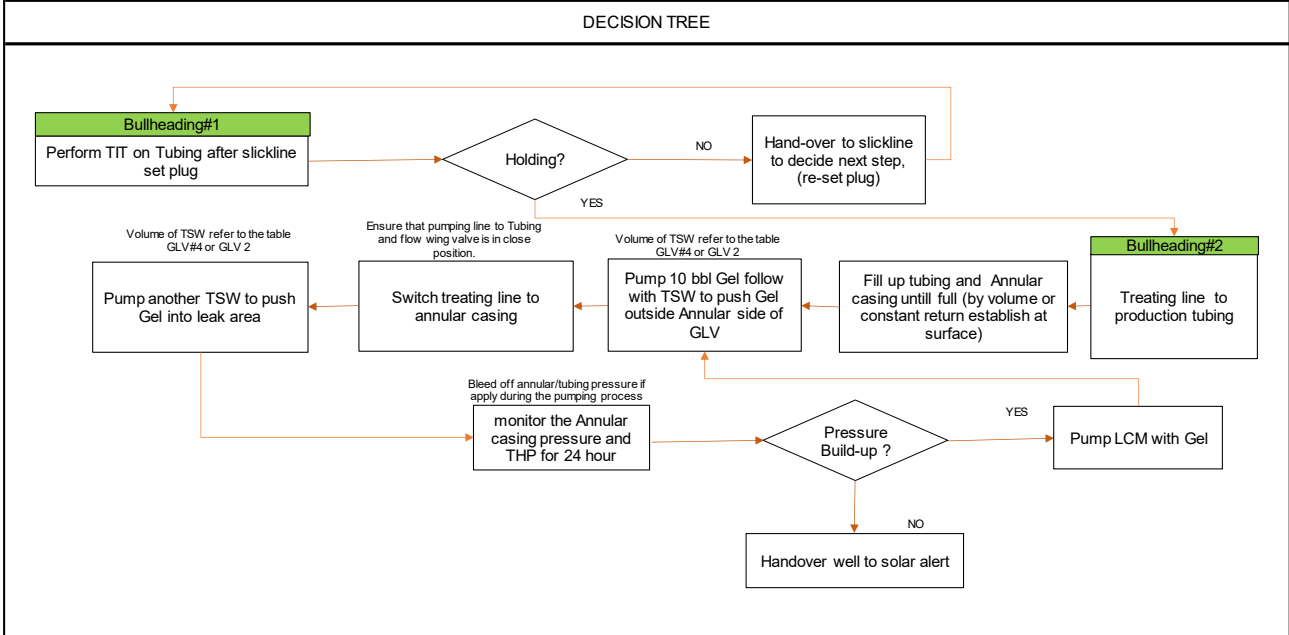 DECISION TREE
Bullheading#1
Perform TIT on Tubing after slickline
set plug
Holding?
NO
Hand-over to slickline
to decide next step,
(re-set plug)
YES
Bullheading#2
Treating line to
production tubing
Fill up tubing and Annular
casing untill full (by volume or
constant return establish at
surface)
Volume of TSW refer to the table
GLV#4 or GLV 2
Pump 10 bbl Gel follow
with TSW to push Gel
outside Annular side of
GLV
Ensure that pumping line to Tubing
and flow wing valve is in close
position.
Switch treating line to
annular casing
Volume of TSW refer to the table
GLV#4 or GLV 2
Pump another TSW to push
Gel into leak area
Bleed off annular/tubing pressure if
apply during the pumping process
monitor the Annular
casing pressure and
THP for 24 hour
Pressure
Build-up ?
YES
Pump LCM with Gel
NO
Handover well to solar alert